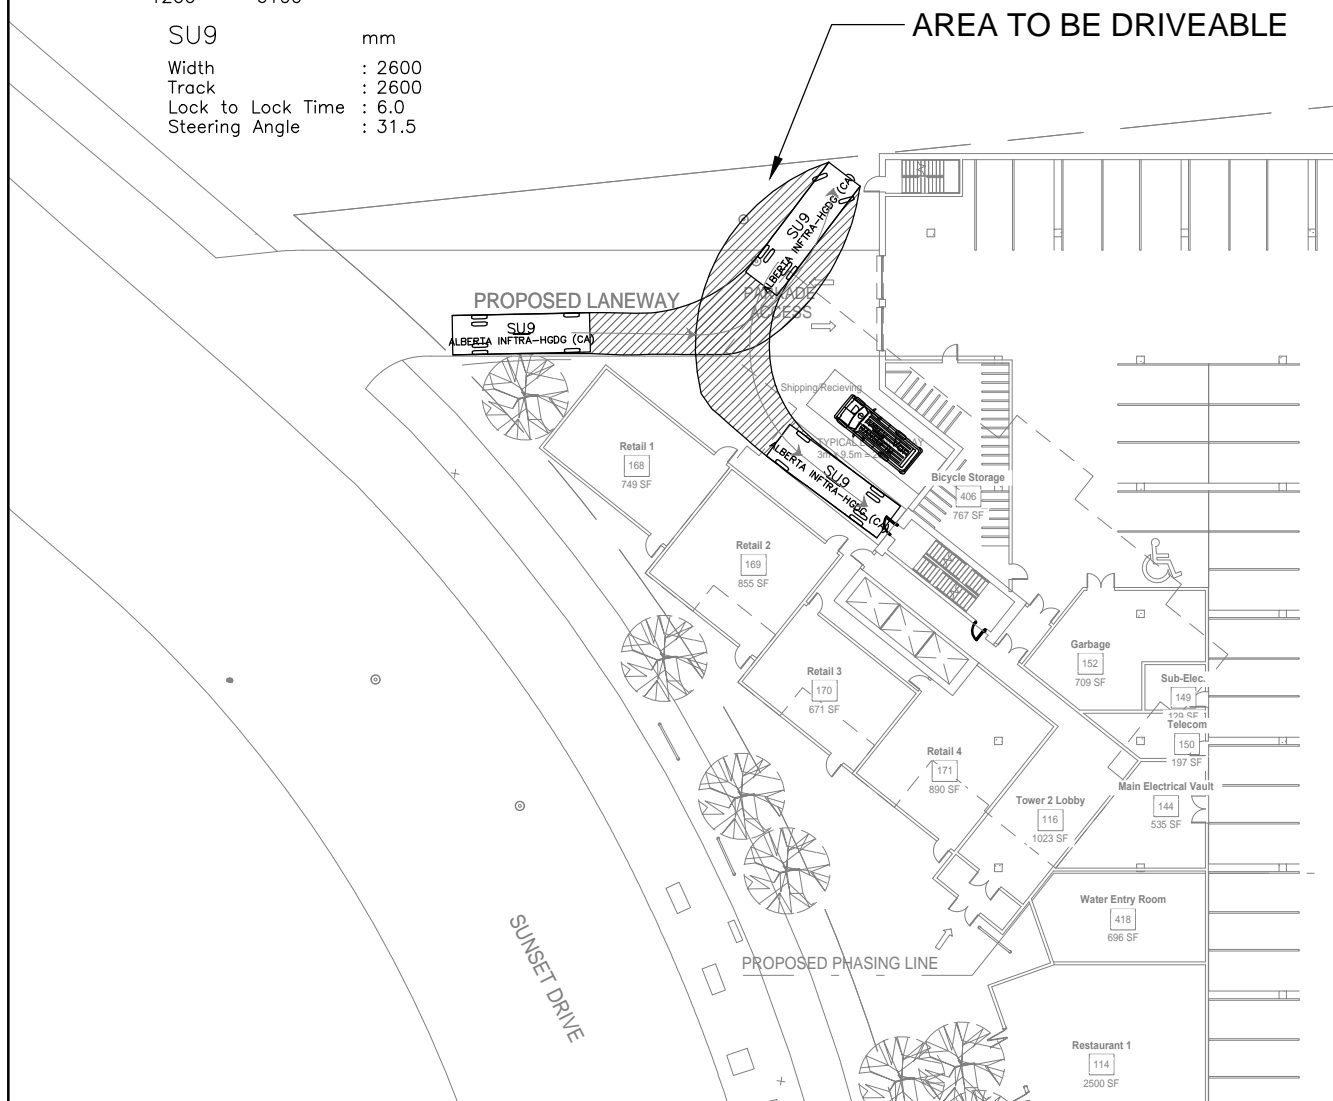 AREA TO BE DRIVEABLE
SU9 mm
Width : 2600
Track : 2600
Lock to Lock Time : 6.0
Steering Angle : 31.5
SU9
ALBERTA INFTRA-HGDG (CA)
PROPOSED LANEWAY
PARKADE
ACCESS
SU9
ALBERTA INFTRA-HGDG (CA)
Shipping/Recieving
SU9
ALBERTA INFTRA-HGDG (CA)
Retail 1
168
749 SF
Bicycle Storage
406
767 SF
Retail 2
169
855 SF
Garbage
152
709 SF
Sub-Elec.
149
129 SF
Retail 3
170
671 SF
Telecom
150
197 SF
Retail 4
171
890 SF
Main Electrical Vault
144
535 SF
Tower 2 Lobby
116
1023 SF
Water Entry Room
418
696 SF
SUNSET DRIVE
PROPOSED PHASING LINE
Restaurant 1
114
2500 SF